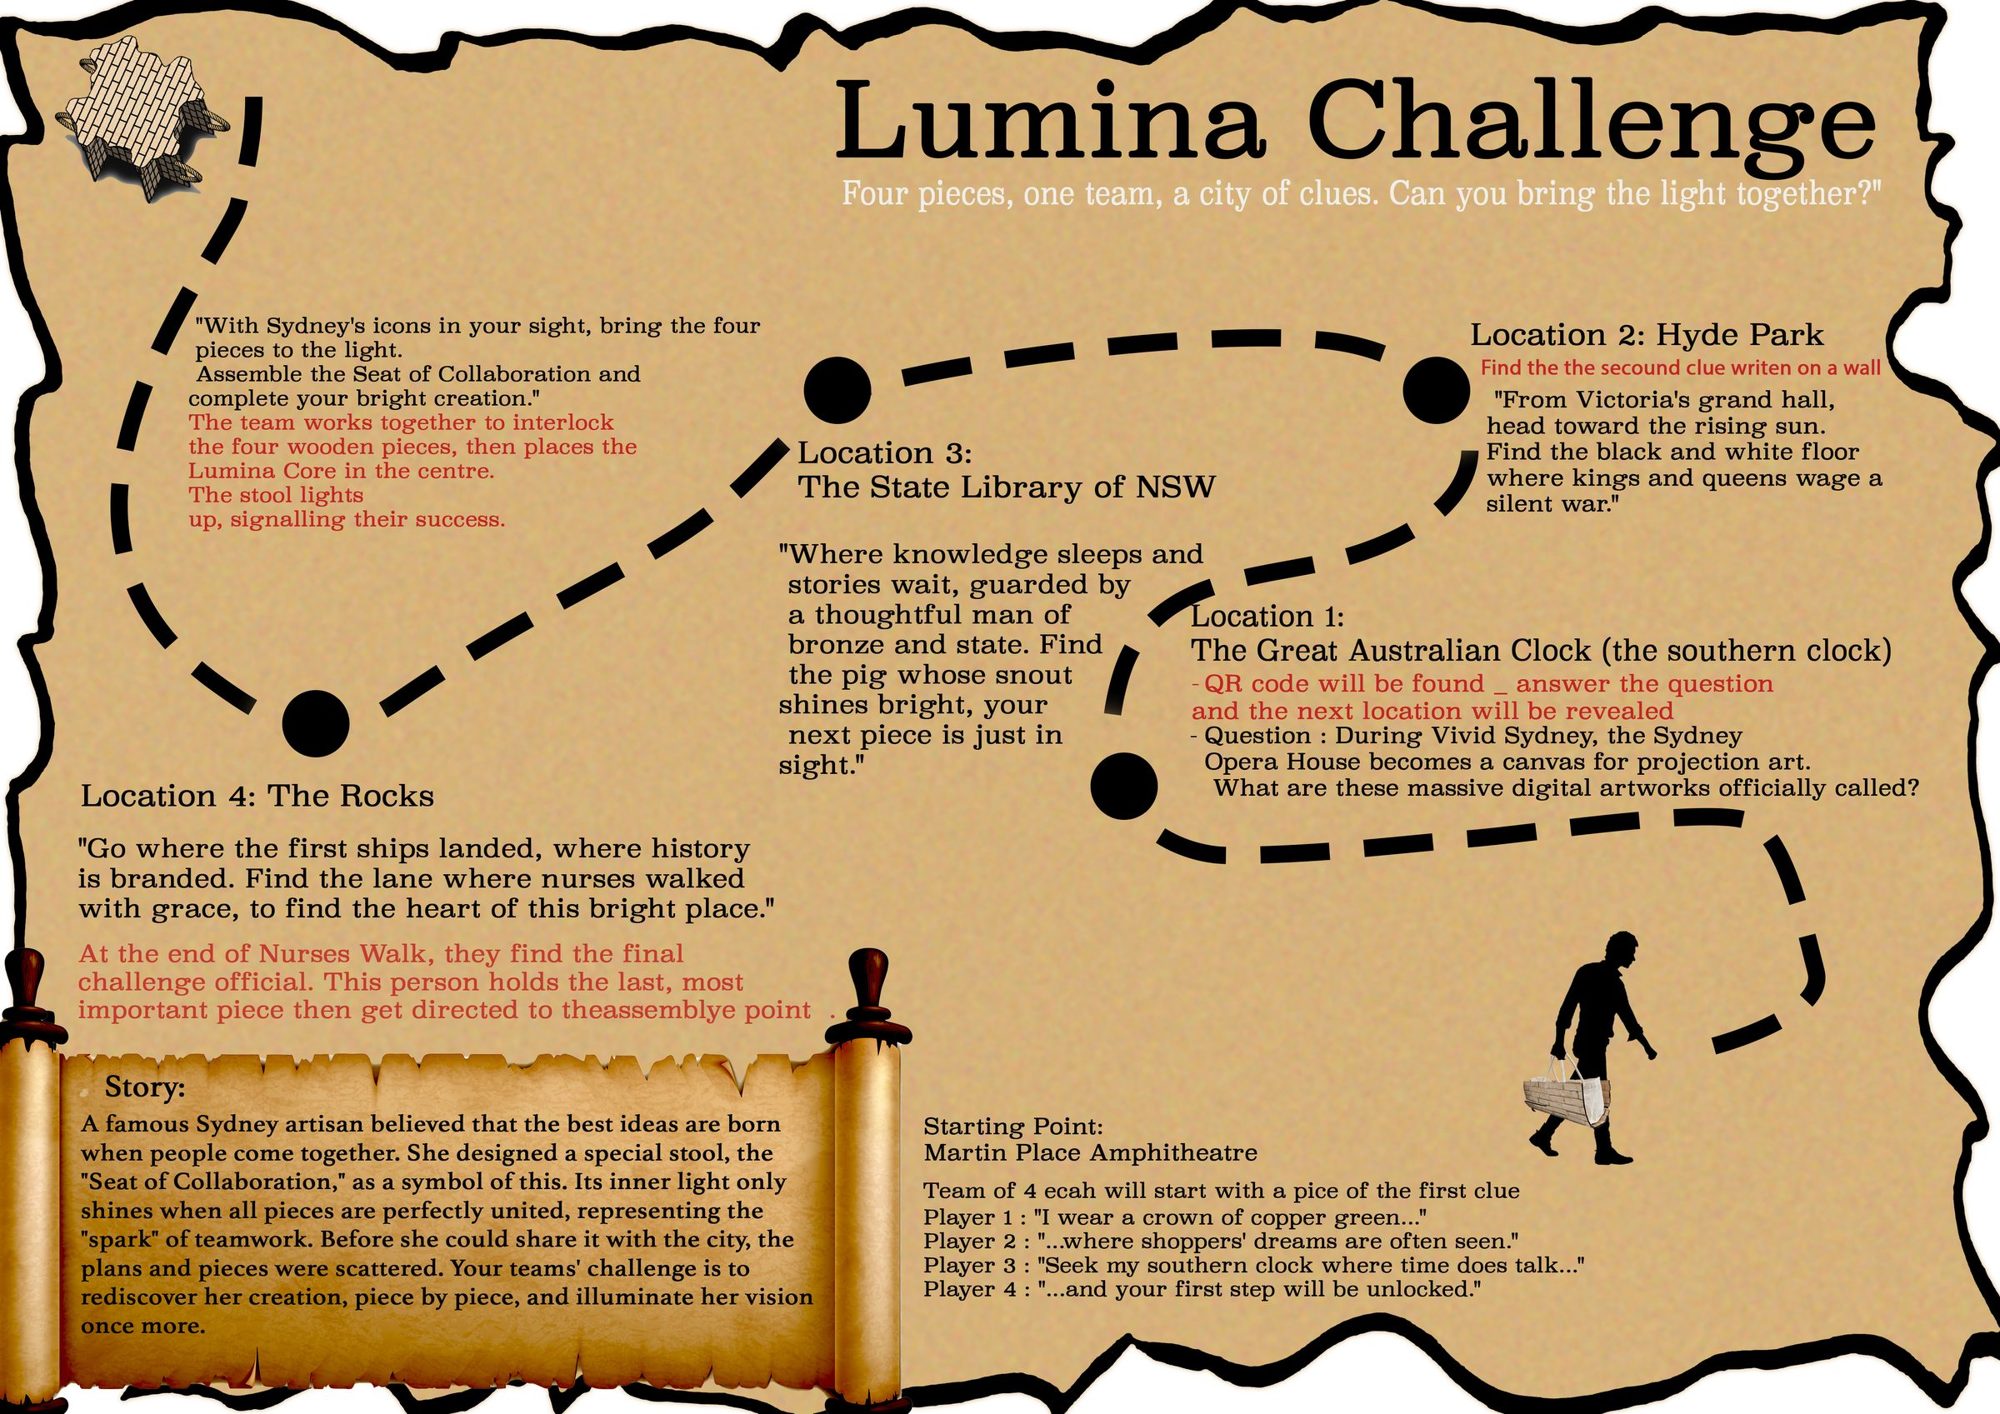 Lumina Challenge
Four pieces, one team, a city of clues. Can you bring the light together?"
"With Sydney's icons in your sight, bring the four
pieces to the light.
Assemble the Seat of Collaboration and
complete your bright creation."
The team works together to interlock
the four wooden pieces, then places the
Lumina Core in the centre.
The stool lights
up, signalling their success.
Location 2: Hyde Park
Find the the secound clue writen on a wall
"From Victoria's grand hall,
head toward the rising sun.
Find the black and white floor
where kings and queens wage a
silent war."
Location 3:
The State Library of NSW
"Where knowledge sleeps and
stories wait, guarded by
a thoughtful man of
bronze and state. Find
the pig whose snout
shines bright, your
next piece is just in
sight."
Location 1:
The Great Australian Clock (the southern clock)
- QR code will be found _ answer the question
and the next location will be revealed
- Question : During Vivid Sydney, the Sydney
Opera House becomes a canvas for projection art.
What are these massive digital artworks officially called?
Location 4: The Rocks
"Go where the first ships landed, where history
is branded. Find the lane where nurses walked
with grace, to find the heart of this bright place."
At the end of Nurses Walk, they find the final
challenge official. This person holds the last, most
important piece then get directed to theassemblye point .
Story:
A famous Sydney artisan believed that the best ideas are born
when people come together. She designed a special stool, the
"Seat of Collaboration," as a symbol of this. Its inner light only
shines when all pieces are perfectly united, representing the
"spark" of teamwork. Before she could share it with the city, the
plans and pieces were scattered. Your teams' challenge is to
rediscover her creation, piece by piece, and illuminate her vision
once more.
Starting Point:
Martin Place Amphitheatre
Team of 4 ecah will start with a pice of the first clue
Player 1 : "I wear a crown of copper green..."
Player 2 : "...where shoppers' dreams are often seen."
Player 3 : "Seek my southern clock where time does talk..."
Player 4 : "...and your first step will be unlocked."